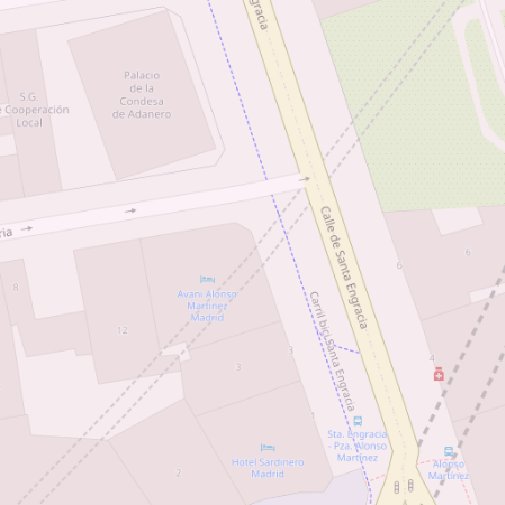 gracia
Palacio
de la
Condesa
de Adanero
S.G.
Cooperación
Local
ria
Calle de Santa Engracia
Carril bici Santa Engracia
6
6
8
Avani Alonso
Martínez
Madrid
12
3
3
4
2
Sta. Engracia
- Pza. Alonso
Martínez
Alonso
Martínez
Hotel Sardinero
Madrid
2